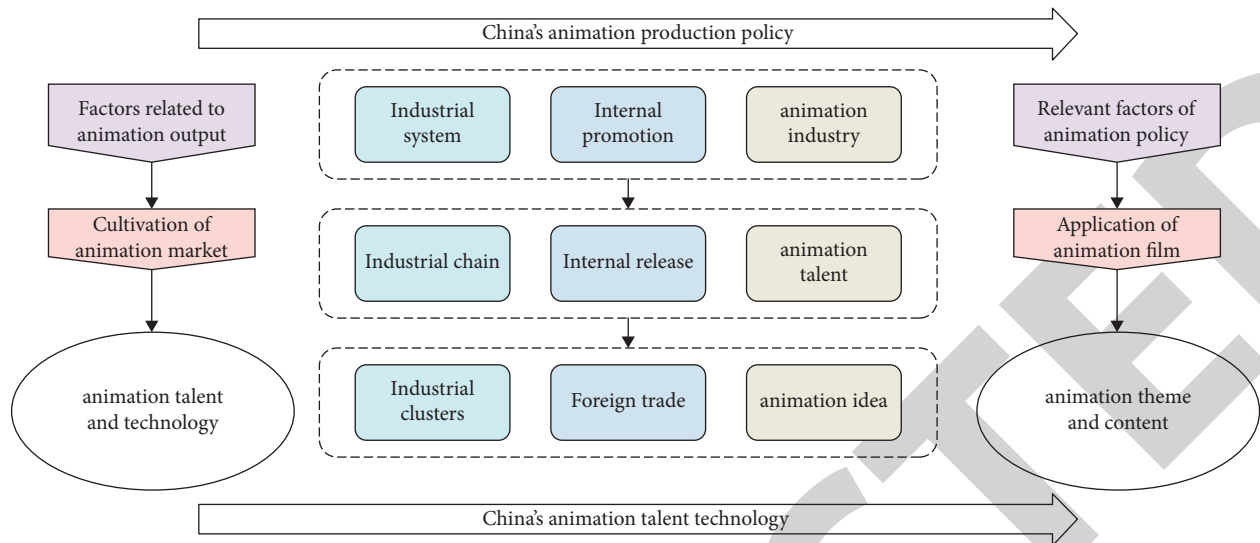 China's animation production policy
Factors related to
animation output
Industrial
system
Internal
promotion
animation
industry
Relevant factors of
animation policy
Cultivation of
animation market
Industrial chain
Internal release
animation
talent
Application of
animation film
animation talent
and technology
Industrial
clusters
Foreign trade
animation idea
animation theme
and content
China's animation talent technology